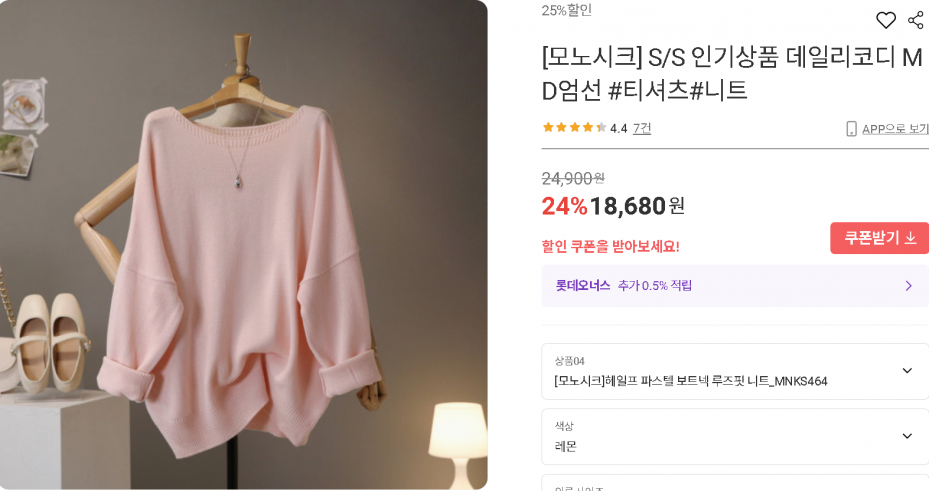 25%할인
[모노시크] S/S 인기상품 데일리코디 M
D엄선 #티셔츠#니트
4.4 7건
APP으로 보기
24,900원
24% 18,680원
할인 쿠폰을 받아보세요!
쿠폰받기
롯데오너스 추가 0.5% 적립
상품04
[모노시크]헤일프 파스텔 보트넥 루즈핏 니트_MNKS464
색상
레몬